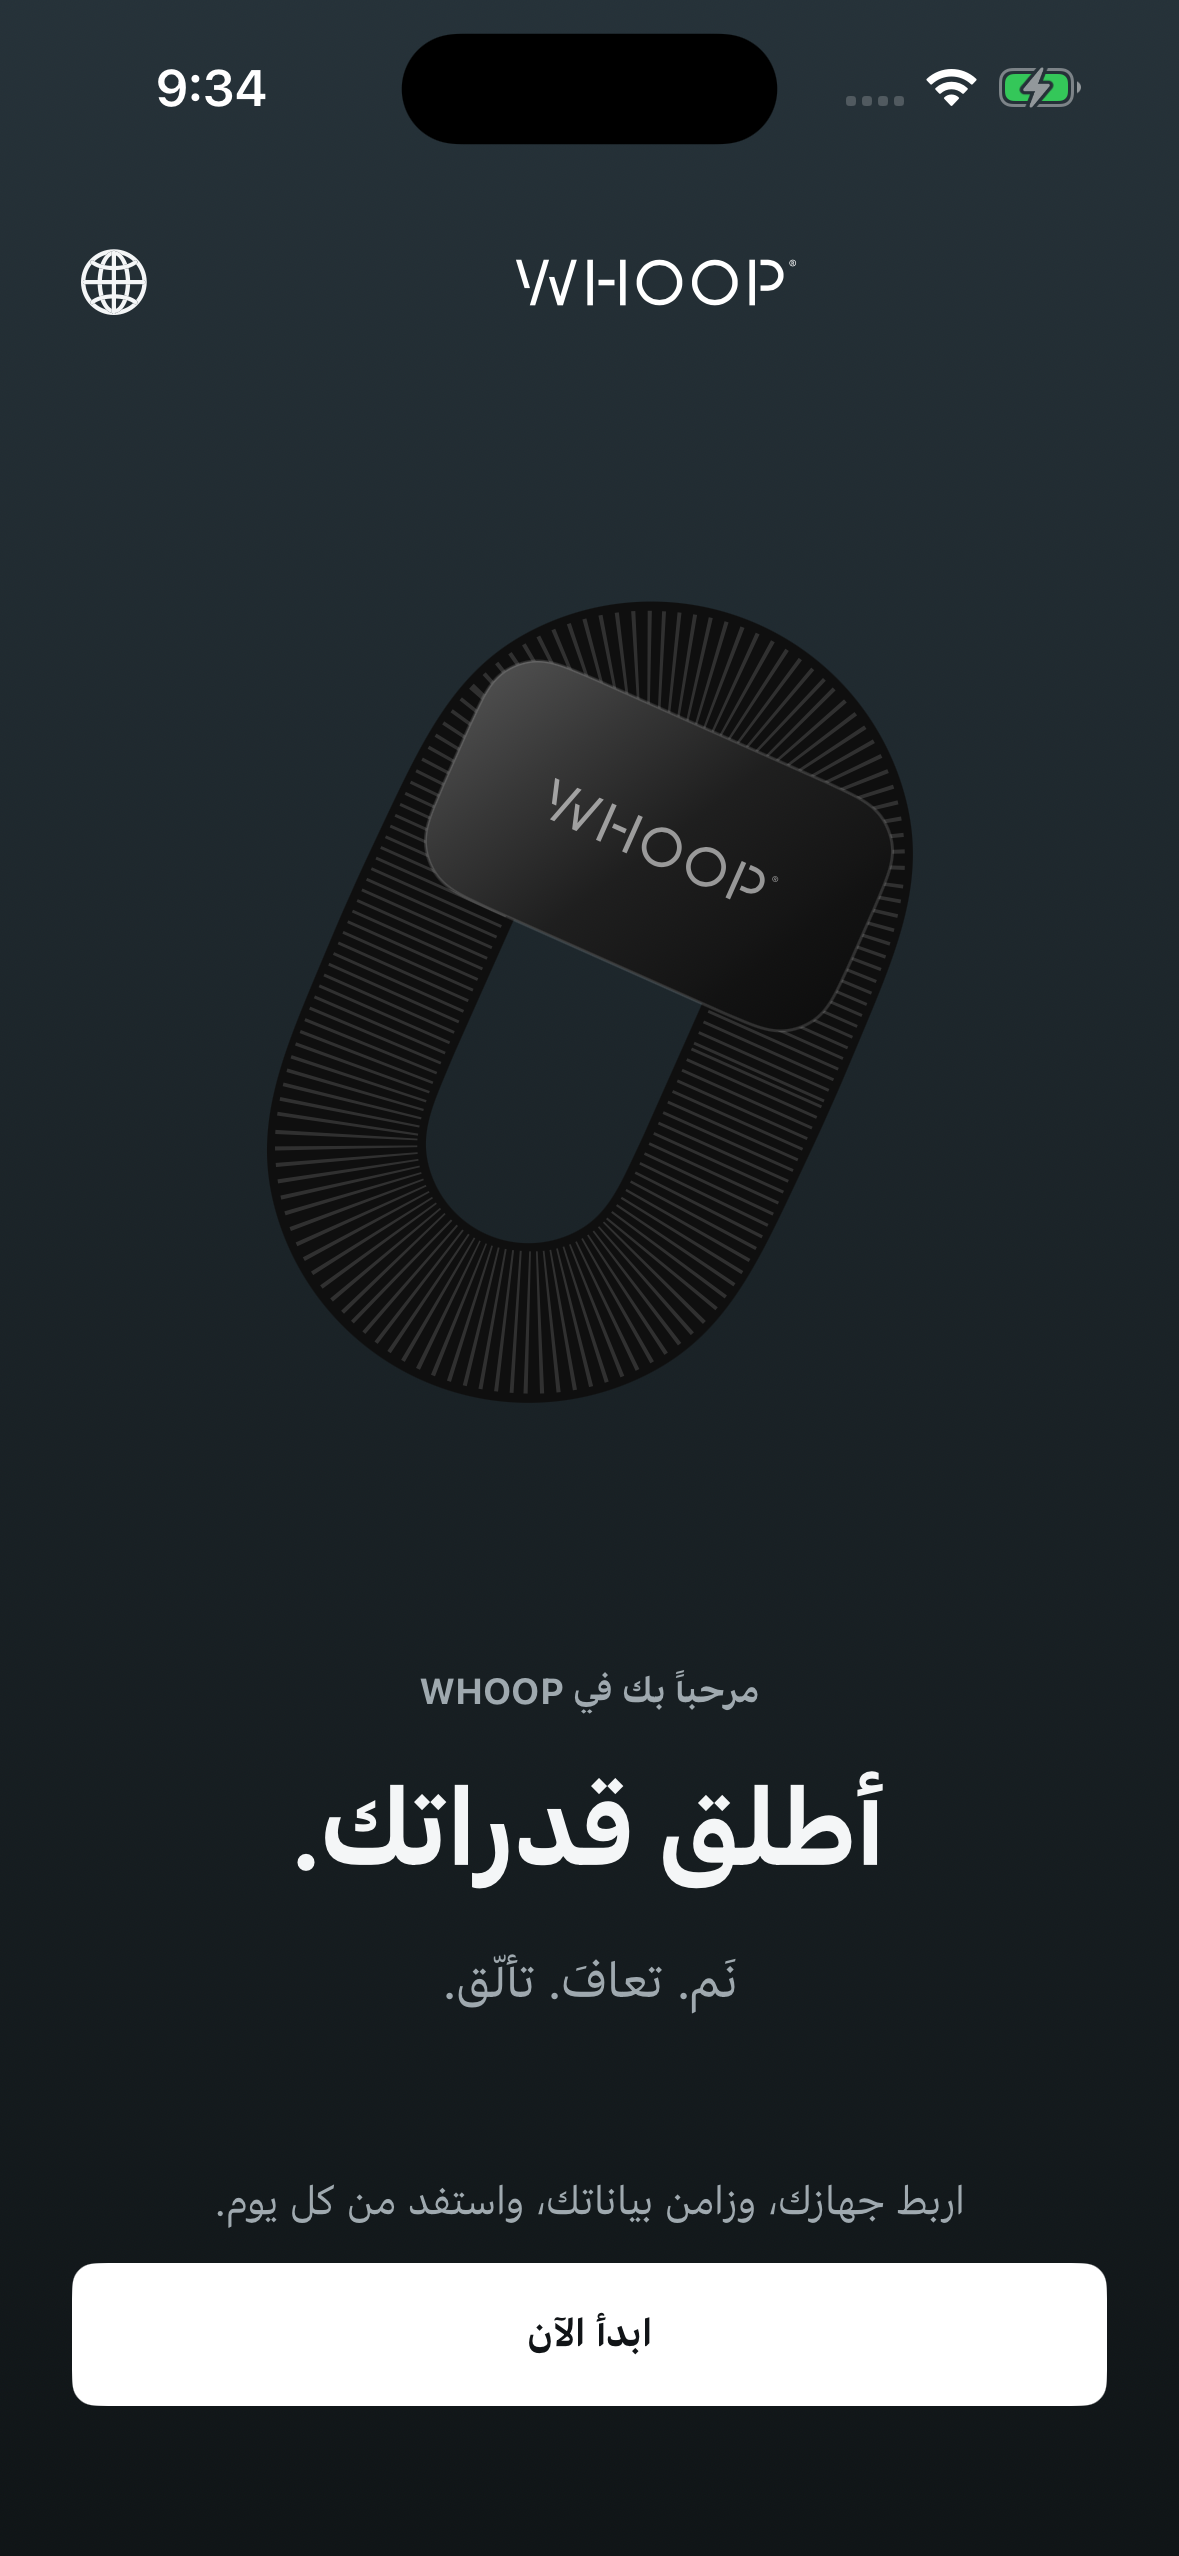 9:34
WHOOP®
WHOOP®
مرحباً بك في WHOOP
أطلق قدراتك.
نَم. تعافَ. تألّق.
اربط جهازك، وزامن بياناتك، واستفد من كل يوم.
ابدأ الآن